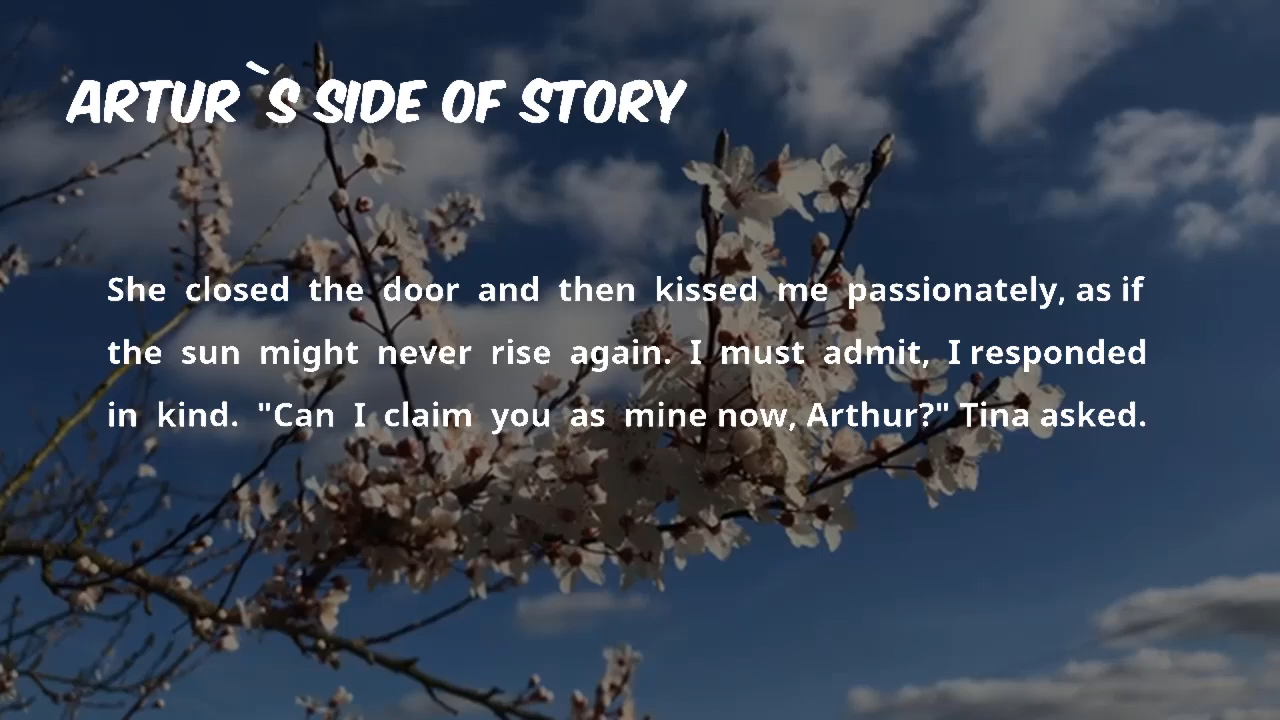 ARTUR`S SIDE OF STORY
She closed the door and then kissed me passionately, as if
the sun might never rise again. I must admit, I responded
in kind. "Can I claim you as mine now, Arthur?" Tina asked.